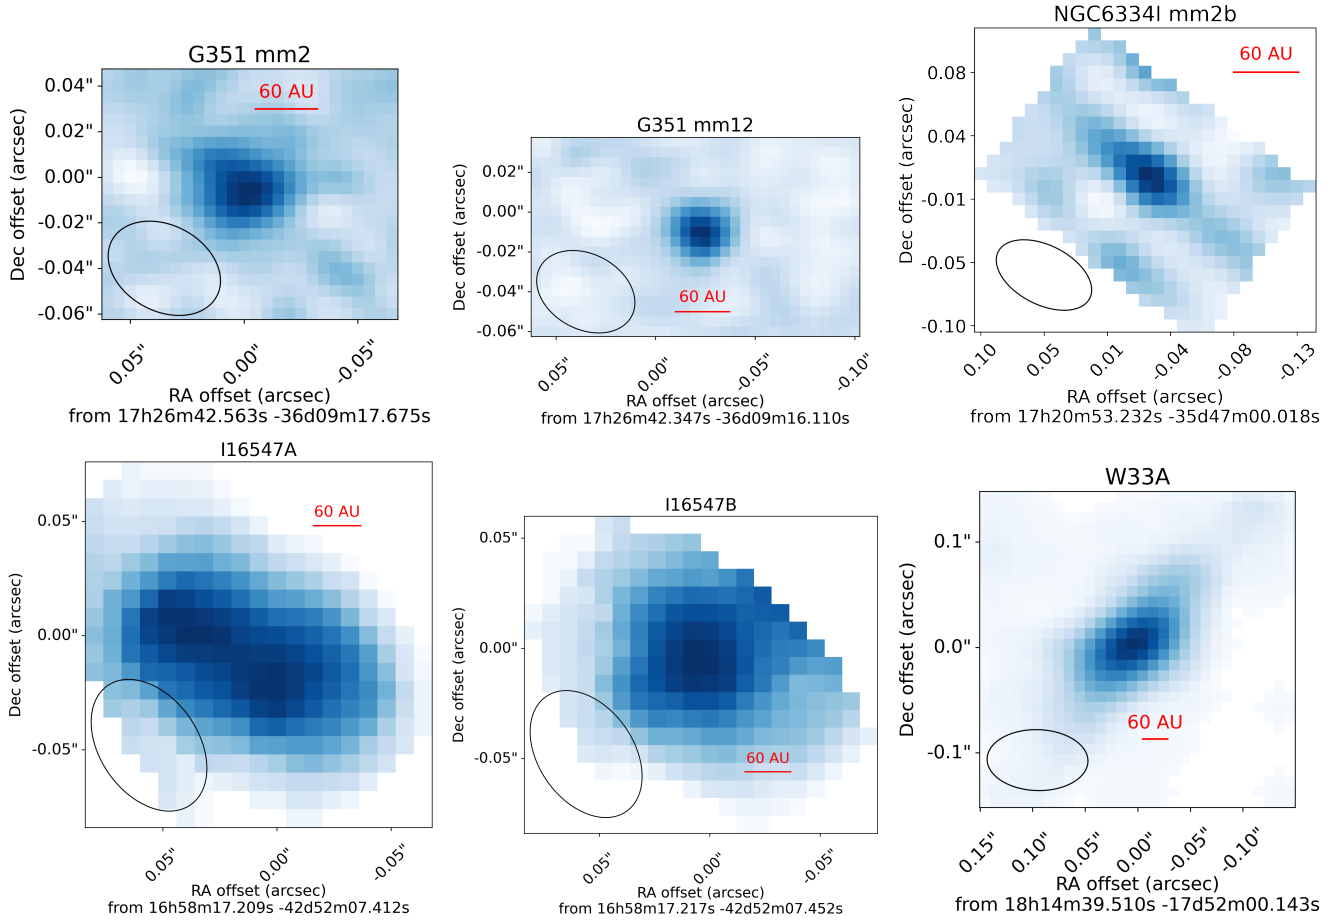 G351 mm2
60 AU
0.04"
0.02"
0.00"
-0.02"
-0.04"
-0.06"
Dec offset (arcsec)
0.05"
0.00"
-0.05"
RA offset (arcsec)
from 17h26m42.563s -36d09m17.675s
G351 mm12
0.02"
0.00"
-0.02"
-0.04"
-0.06"
Dec offset (arcsec)
60 AU
0.05"
0.00"
-0.05"
-0.10"
RA offset (arcsec)
from 17h26m42.347s -36d09m16.110s
NGC6334I mm2b
60 AU
0.08
0.04
-0.01
-0.05
-0.10
Dec offset (arcsec)
0.10
0.05
0.01
-0.04
-0.08
-0.13
RA offset (arcsec)
from 17h20m53.232s -35d47m00.018s
I16547A
60 AU
0.05"
0.00"
-0.05"
Dec offset (arcsec)
0.05"
0.00"
-0.05"
RA offset (arcsec)
from 16h58m17.209s -42d52m07.412s
I16547B
0.05"
0.00"
-0.05"
Dec offset (arcsec)
60 AU
0.05"
0.00"
-0.05"
RA offset (arcsec)
from 16h58m17.217s -42d52m07.452s
W33A
0.1"
0.0"
-0.1"
Dec offset (arcsec)
60 AU
0.15"
0.10"
0.05"
0.00"
-0.05"
-0.10"
RA offset (arcsec)
from 18h14m39.510s -17d52m00.143s